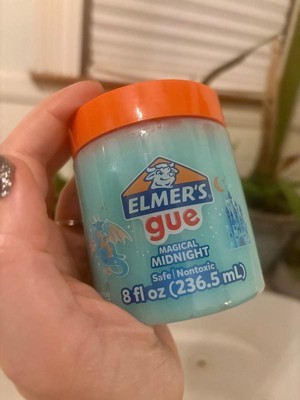 ELMER'S
gue
MAGICAL
MIDNIGHT
Safe | Nontoxic
8 fl oz (236.5 mL)